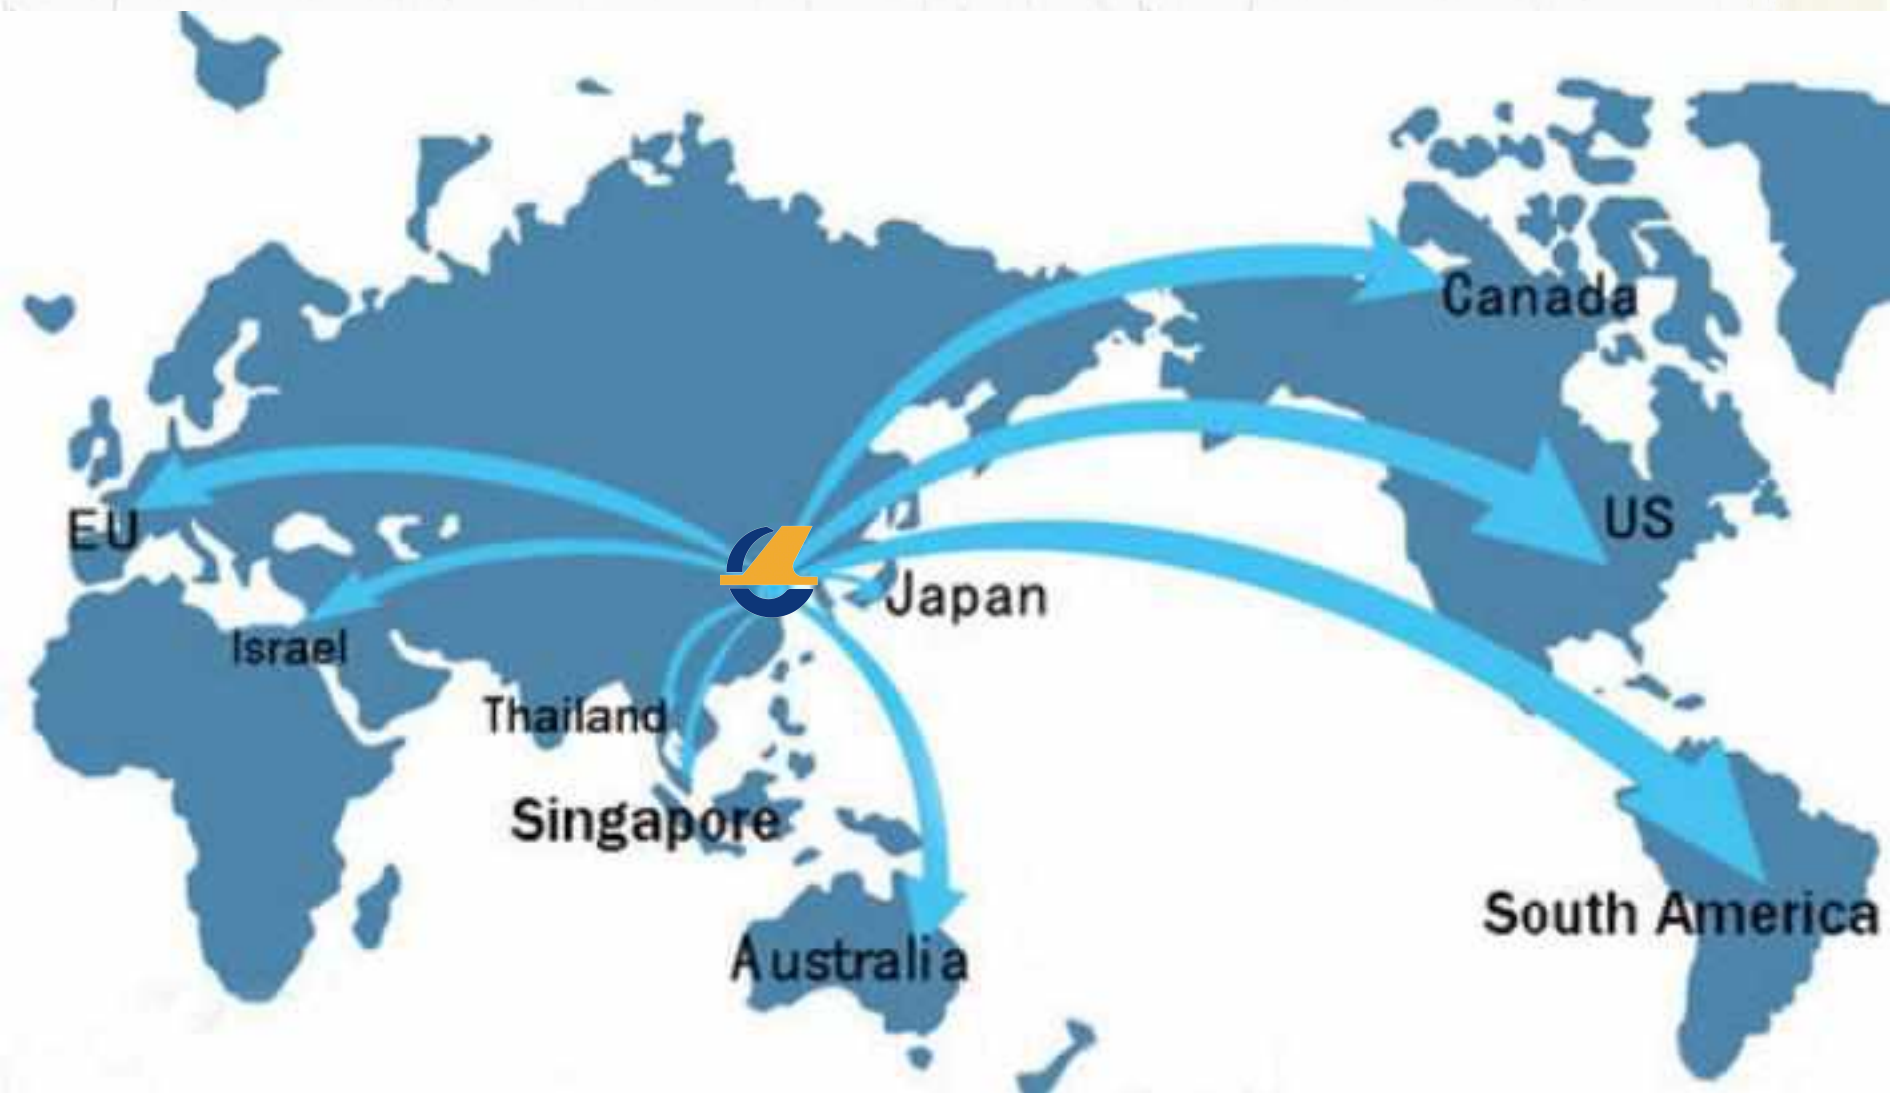 Canada
EU
US
Japan
Israel
Thailand
Singapore
South America
Australia